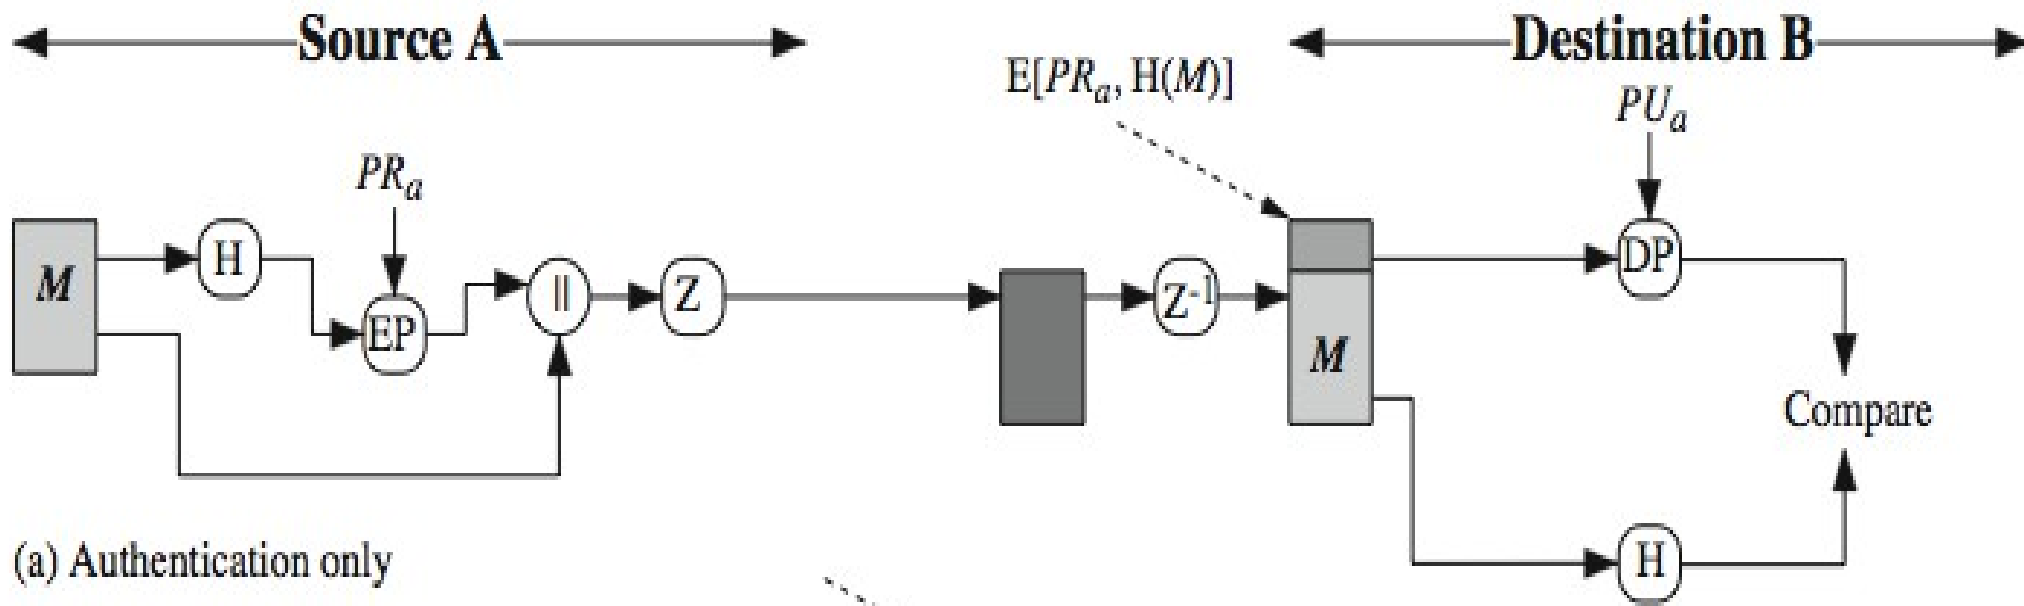 Source A
Destination B
E[PRa, H(M)]
PUa
PRa
M
H
EP
||
Z
Z-1
M
DP
Compare
H
(a) Authentication only